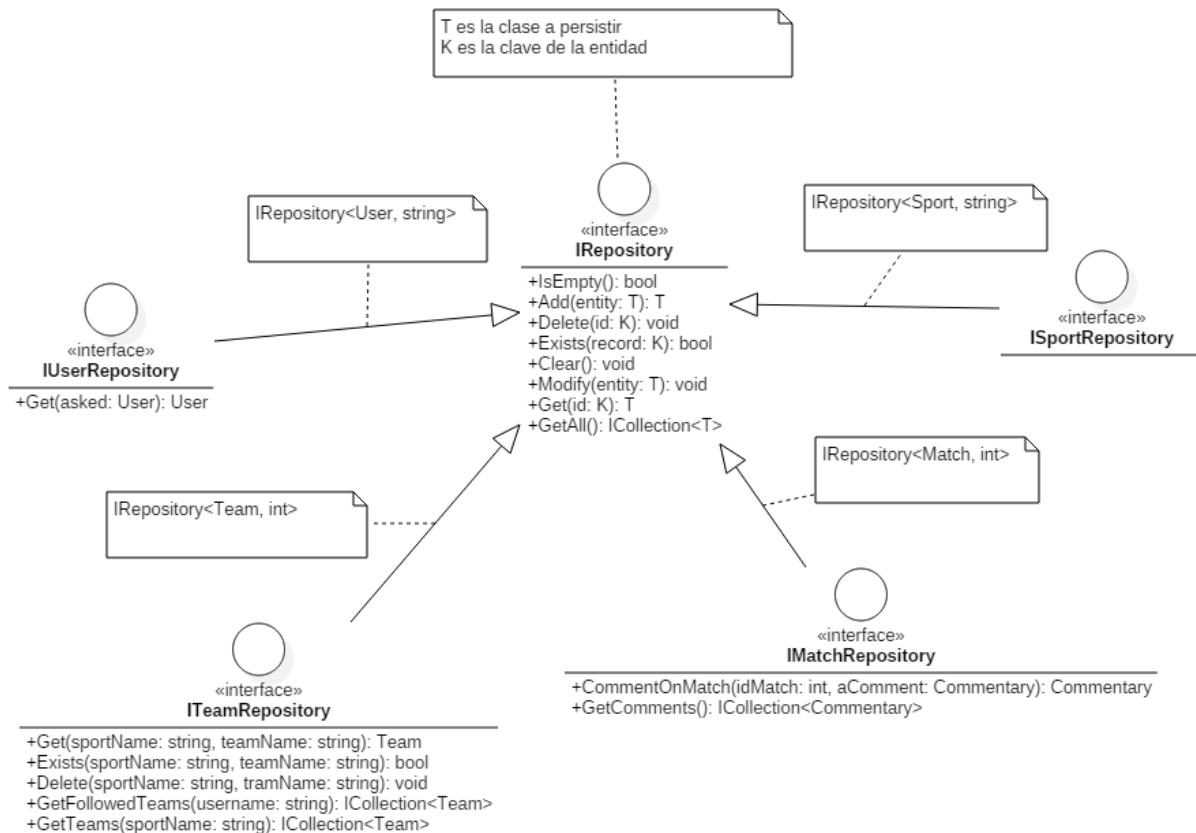 T es la clase a persistir
K es la clave de la entidad
IRepository<User, string>
IRepository<Sport, string>
«interface»
IRepository
+IsEmpty(): bool
+Add(entity: T): T
+Delete(id: K): void
+Exists(record: K): bool
+Clear(): void
+Modify(entity: T): void
+Get(id: K): T
+GetAll(): ICollection<T>
«interface»
IUserRepository
+Get(asked: User): User
«interface»
ISportRepository
IRepository<Team, int>
IRepository<Match, int>
«interface»
ITeamRepository
+Get(sportName: string, teamName: string): Team
+Exists(sportName: string, teamName: string): bool
+Delete(sportName: string, tramName: string): void
+GetFollowedTeams(username: string): ICollection<Team>
+GetTeams(sportName: string): ICollection<Team>
«interface»
IMatchRepository
+CommentOnMatch(idMatch: int, aComment: Commentary): Commentary
+GetComments(): ICollection<Commentary>